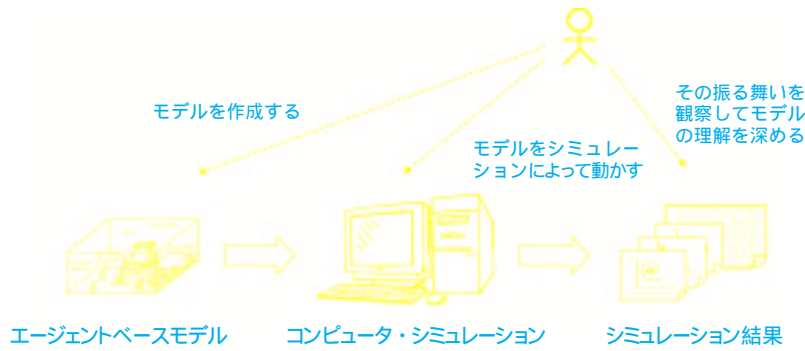 モデルを作成する
モデルをシミュレー
ションによって動かす
その振る舞いを
観察してモデル
の理解を深める
エージェントベースモデル
コンピュータ・シミュレーション
シミュレーション結果